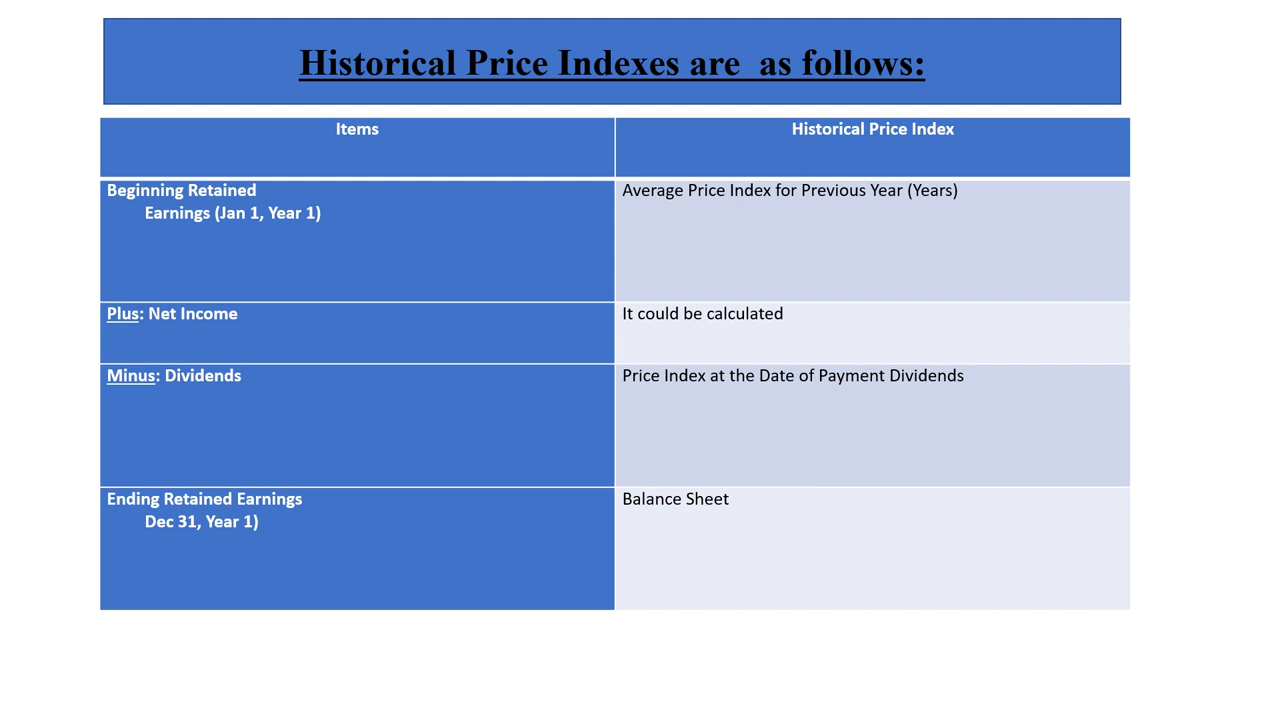 Historical Price Indexes are  as follows:
Items
Historical Price Index
Beginning Retained
Earnings (Jan 1, Year 1)
Average Price Index for Previous Year (Years)
Plus: Net Income
It could be calculated
Minus: Dividends
Price Index at the Date of Payment Dividends
Ending Retained Earnings
Dec 31, Year 1)
Balance Sheet